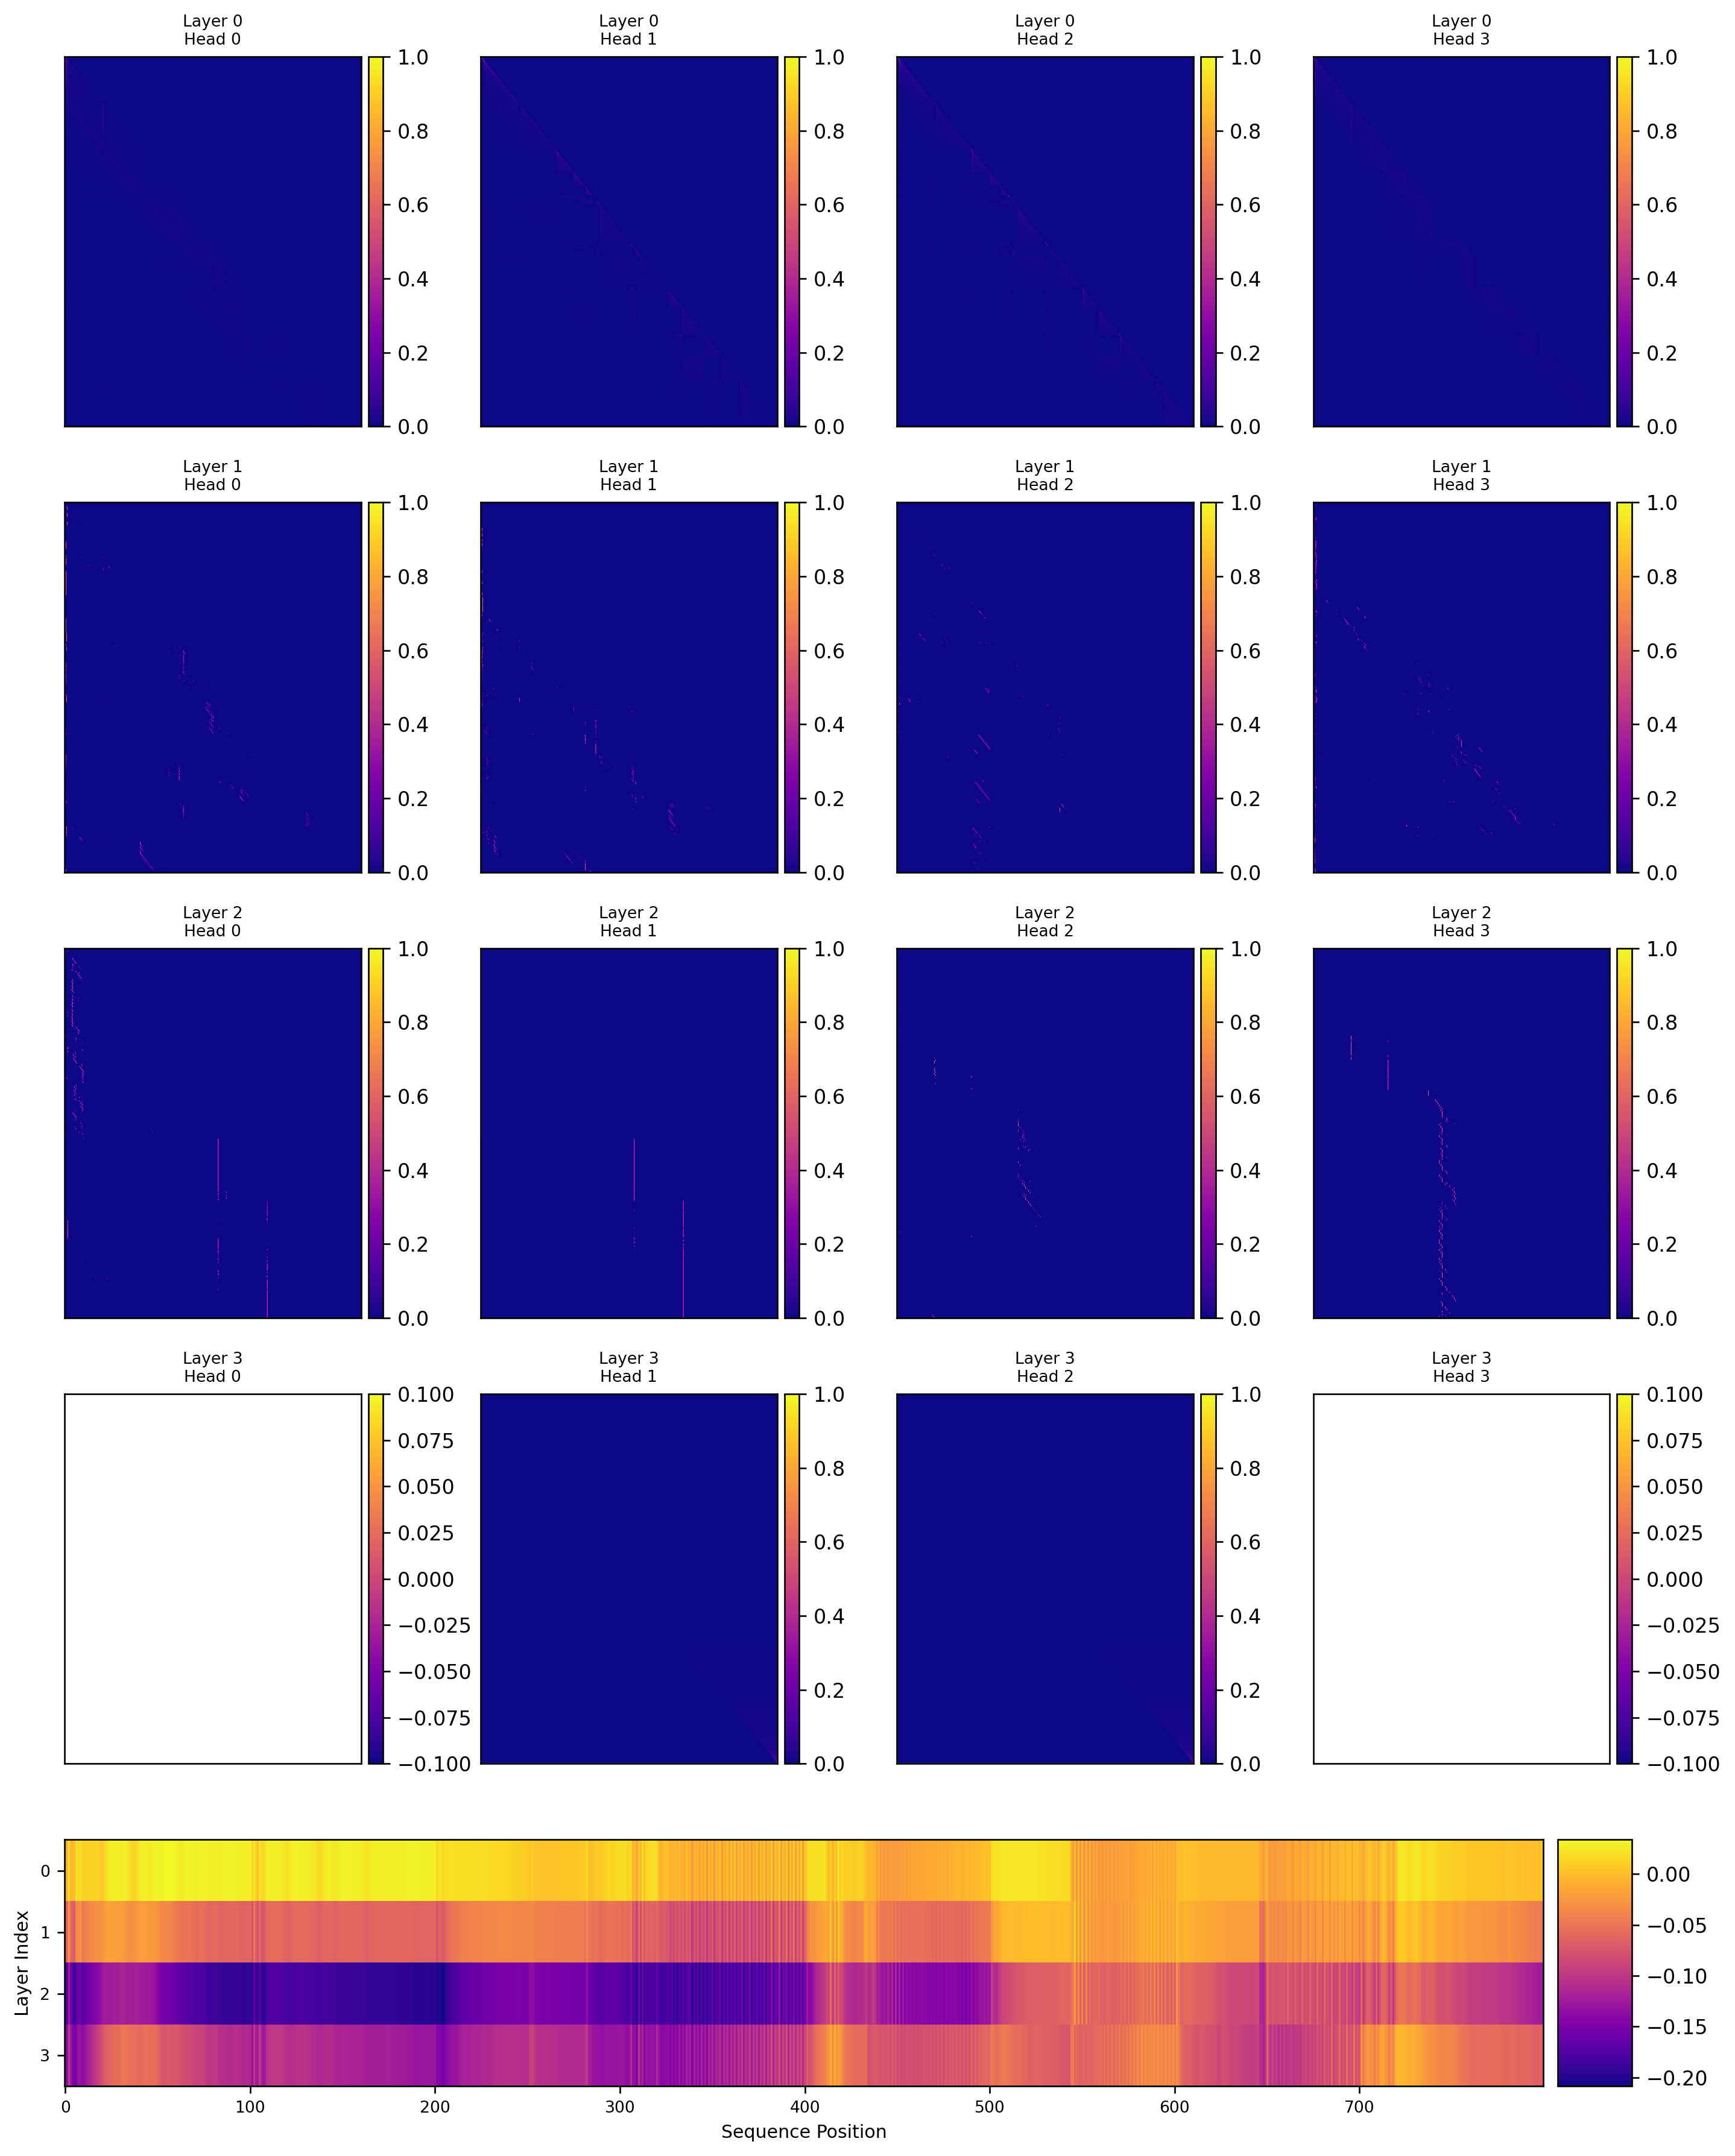 Layer 0 Layer 0 Layer 0 Layer 0
Head 0 Head 1 Head 2 Head 3
1.0 1.0 1.0 1.0
0.8 0.8 0.8 0.8
0.6 0.6 0.6 0.6
0.4 0.4 0.4 0.4
0.2 0.2 0.2 0.2
0.0 0.0 0.0 0.0
Layer 1 Layer 1 Layer 1 Layer 1
Head 0 Head 1 Head 2 Head 3
1.0 1.0 1.0 1.0
0.8 0.8 0.8 0.8
0.6 0.6 0.6 0.6
0.4 0.4 0.4 0.4
0.2 0.2 0.2 0.2
0.0 0.0 0.0 0.0
Layer 2 Layer 2 Layer 2 Layer 2
Head 0 Head 1 Head 2 Head 3
1.0 1.0 1.0 1.0
0.8 0.8 0.8 0.8
0.6 0.6 0.6 0.6
0.4 0.4 0.4 0.4
0.2 0.2 0.2 0.2
0.0 0.0 0.0 0.0
Layer 3 Layer 3 Layer 3 Layer 3
Head 0 Head 1 Head 2 Head 3
0.100 1.0 1.0 0.100
0.075 0.8 0.8 0.075
0.050 0.050
0.025 0.6 0.6 0.025
0.000 0.000
−0.025 0.4 0.4 −0.025
−0.050 0.2 0.2 −0.050
−0.075 −0.075
−0.100 0.0 0.0 −0.100
Layer Index
0 0.00
1 −0.05
−0.10
2 −0.15
3 −0.20
0 100 200 300 400 500 600 700
Sequence Position